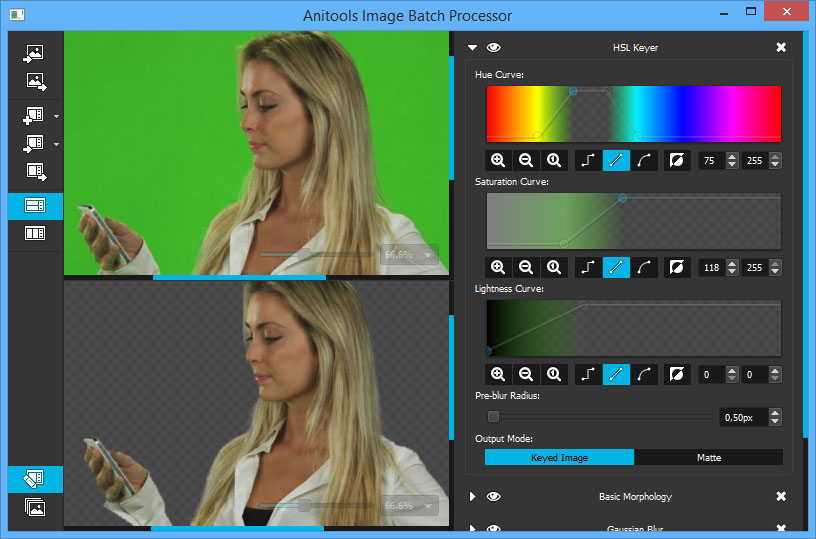 Anitools Image Batch Processor
HSL Keyer
Hue Curve:
75 255
Saturation Curve:
118 255
Lightness Curve:
0 0
Pre-blur Radius:
0,50px
Output Mode:
Keyed Image Matte
Basic Morphology
Gaussian Blur
66.6%
66.6%